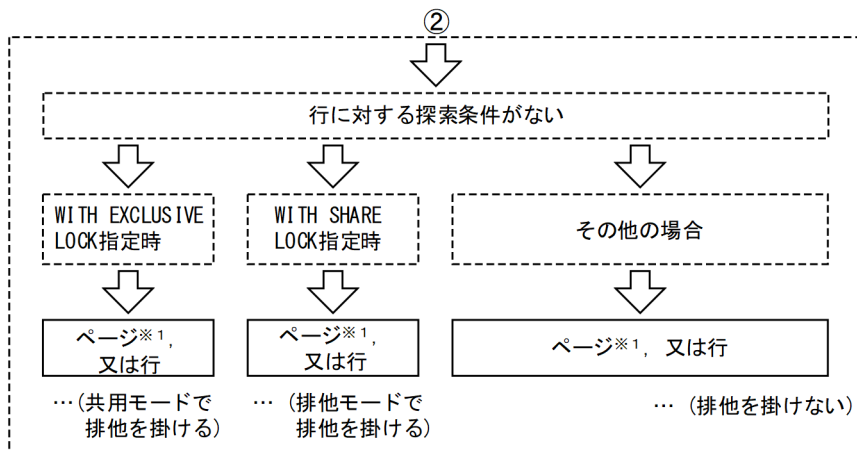 ②
行に対する探索条件がない
WITH EXCLUSIVE
LOCK指定時
WITH SHARE
LOCK指定時
その他の場合
ページ※1,
又は行
ページ※1,
又は行
ページ※1, 又は行
…(共用モードで
排他を掛ける)
…(排他モードで
排他を掛ける)
…(排他を掛けない)